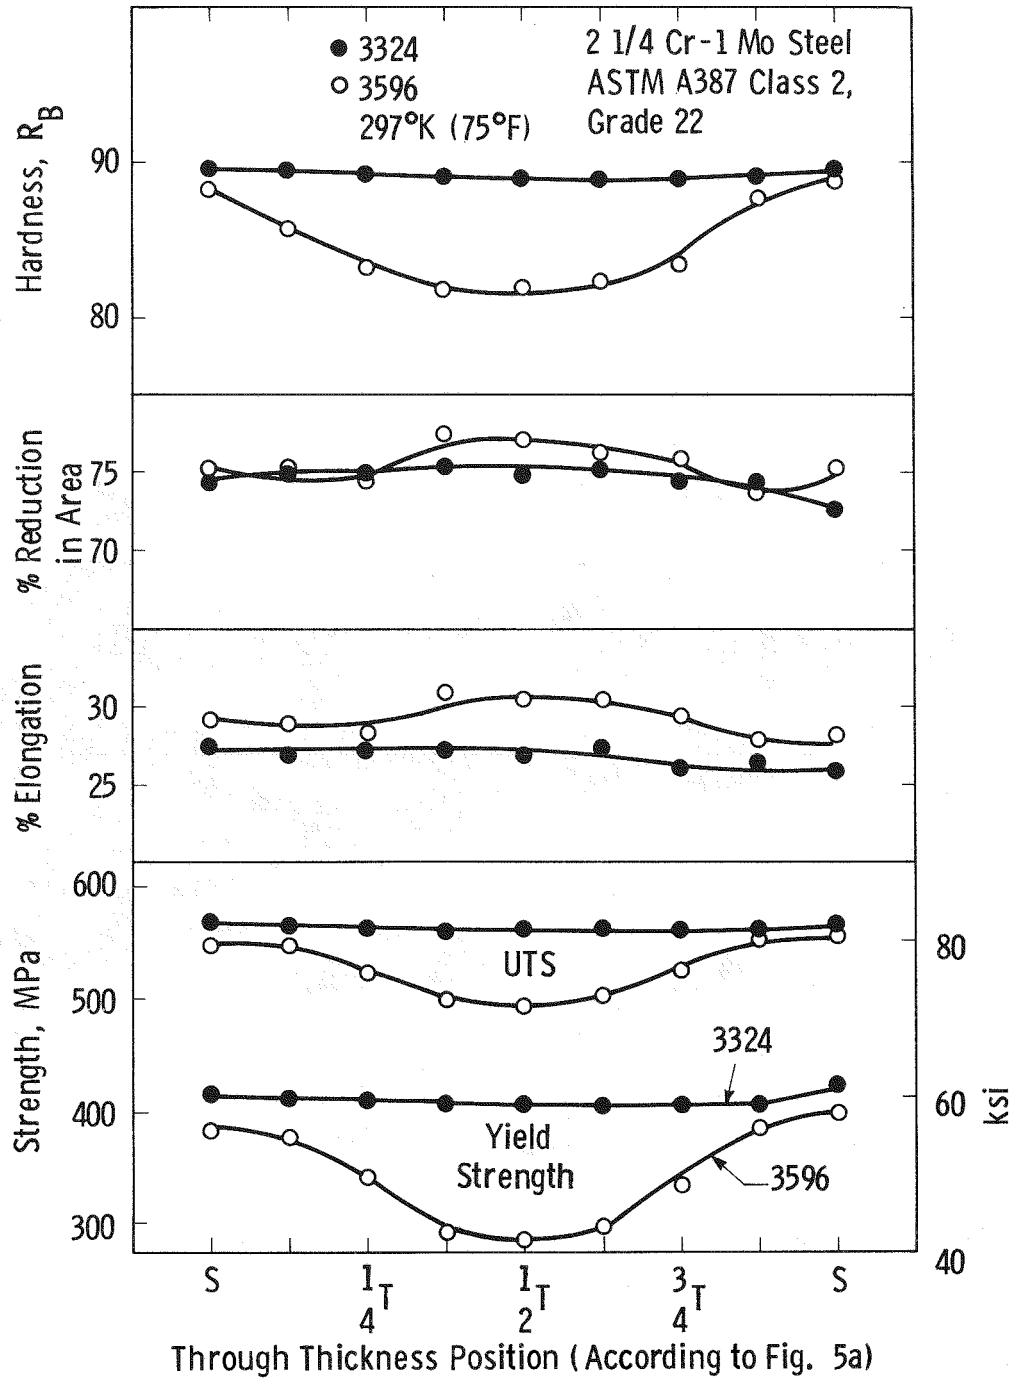 3324
3596
297°K (75°F)
2 1/4 Cr-1 Mo Steel
ASTM A387 Class 2,
Grade 22
Hardness, R_B
90
80
% Reduction
in Area
75
70
% Elongation
30
25
Strength, MPa
600
500
400
300
UTS
Yield
Strength
3324
3596
80
60
40
ksi
S
1/4 T
1/2 T
3/4 T
S
Through Thickness Position (According to Fig. 5a)